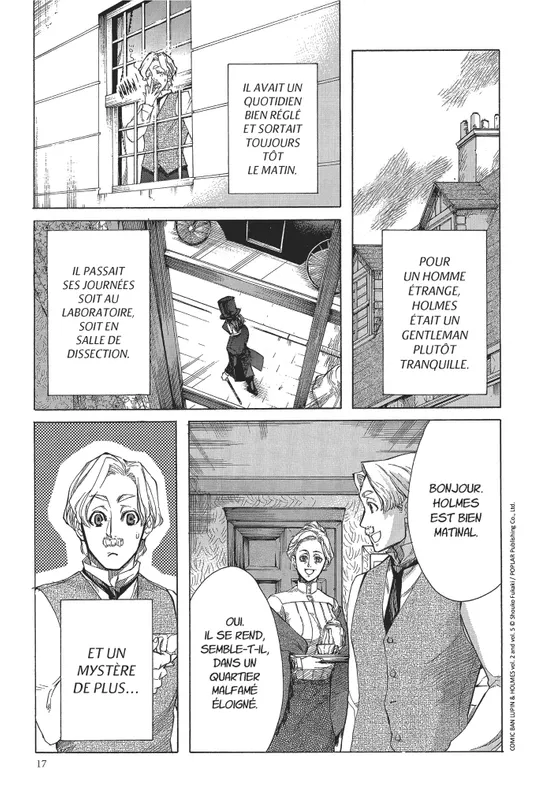 POUR
UN HOMME
ÉTRANGE,
HOLMES
ÉTAIT UN
GENTLEMAN
PLUTÔT
TRANQUILLE.
IL AVAIT UN
QUOTIDIEN
BIEN RÉGLÉ
ET SORTAIT
TOUJOURS
TÔT
LE MATIN.
IL PASSAIT
SES JOURNÉES
SOIT AU
LABORATOIRE,
SOIT EN
SALLE DE
DISSECTION.
BONJOUR.
HOLMES
EST BIEN
MATINAL.
OUI.
IL SE REND,
SEMBLE-T-IL,
DANS UN
QUARTIER
MALFAMÉ
ÉLOIGNÉ.
ET UN
MYSTÈRE
DE PLUS...
COMIC BAN LUPIN & HOLMES vol. 2 and vol. 5 © Shouko Fukaki / POPLAR Publishing Co., Ltd.
17